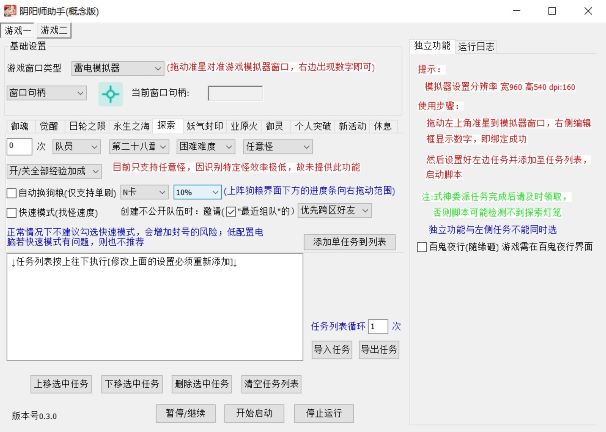 阴阳师助手(概念版)
游戏一 游戏二
基础设置
游戏窗口类型 雷电模拟器 (拖动准星对准游戏模拟器窗口，右边出现数字即可)
窗口句柄 当前窗口句柄:
御魂 觉醒 日轮之陨 永生之海 探索 妖气封印 业原火 御灵 个人突破 新活动 休息
0 次 队员 第二十八章 困难难度 任意怪
开/关全部经验加成 目前只支持任意怪，因识别特定怪效率极低，故未提供此功能
自动换狗粮(仅支持单刷) N卡 10% (上阵狗粮界面下方的进度条向右拖动范围)
快速模式(找怪速度) 创建不公开队伍时：邀请( "最近组队"的) 优先跨区好友
正常情况下不建议勾选快速模式，会增加封号的风险；低配置电
脑若快速模式有问题，则也不推荐
添加单任务到列表
↓任务列表按上往下执行[修改上面的设置必须重新添加]↓
任务列表循环 1 次
导入任务 导出任务
上移选中任务 下移选中任务 删除选中任务 清空任务列表
版本号0.3.0 暂停/继续 开始启动 停止运行
独立功能 运行日志
提示：
模拟器设置分辨率 宽960 高540 dpi:160
使用步骤：
拖动左上角准星到模拟器窗口，右侧编辑
框显示数字，即绑定成功
然后设置好左边任务并添加至任务列表，
启动脚本
注:式神委派任务完成后请及时领取，
否则脚本可能检测不到探索灯笼
独立功能与左侧任务不能同时选
百鬼夜行(随缘砸) 游戏需在百鬼夜行界面